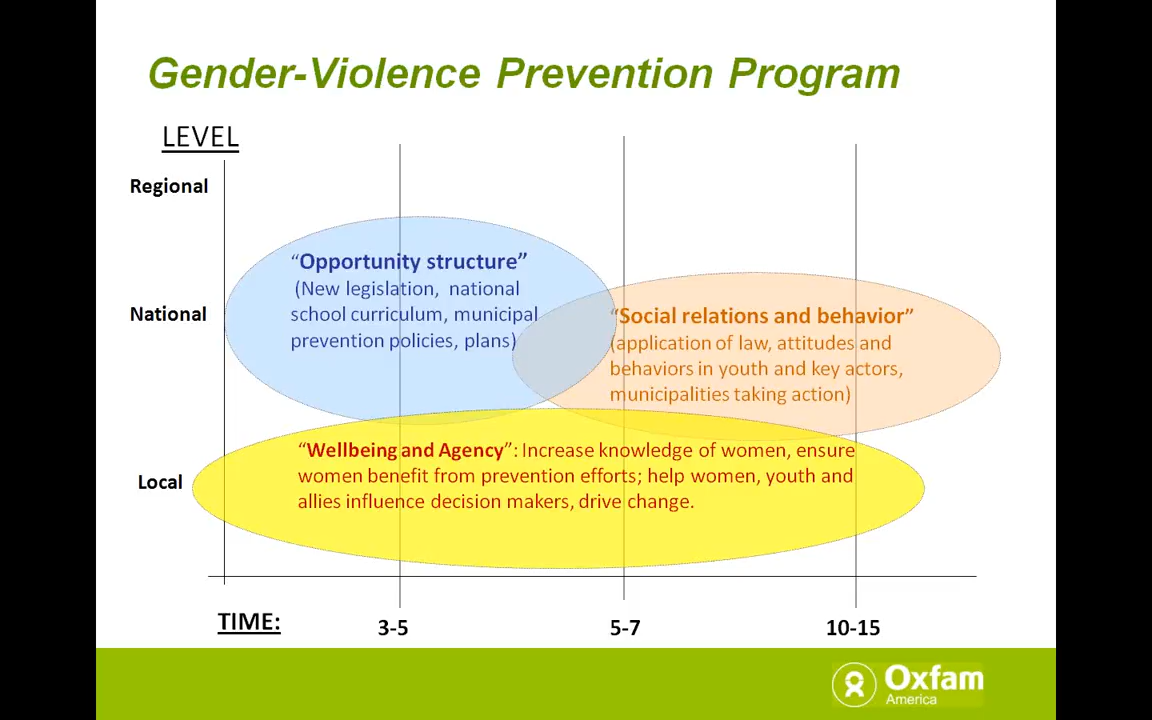 Gender-Violence Prevention Program
LEVEL
Regional
National
Local
“Opportunity structure”
(New legislation, national
school curriculum, municipal
prevention policies, plans)
“Social relations and behavior”
(application of law, attitudes and
behaviors in youth and key actors,
municipalities taking action)
“Wellbeing and Agency”: Increase knowledge of women, ensure
women benefit from prevention efforts; help women, youth and
allies influence decision makers, drive change.
TIME:
3-5
5-7
10-15
Oxfam
America